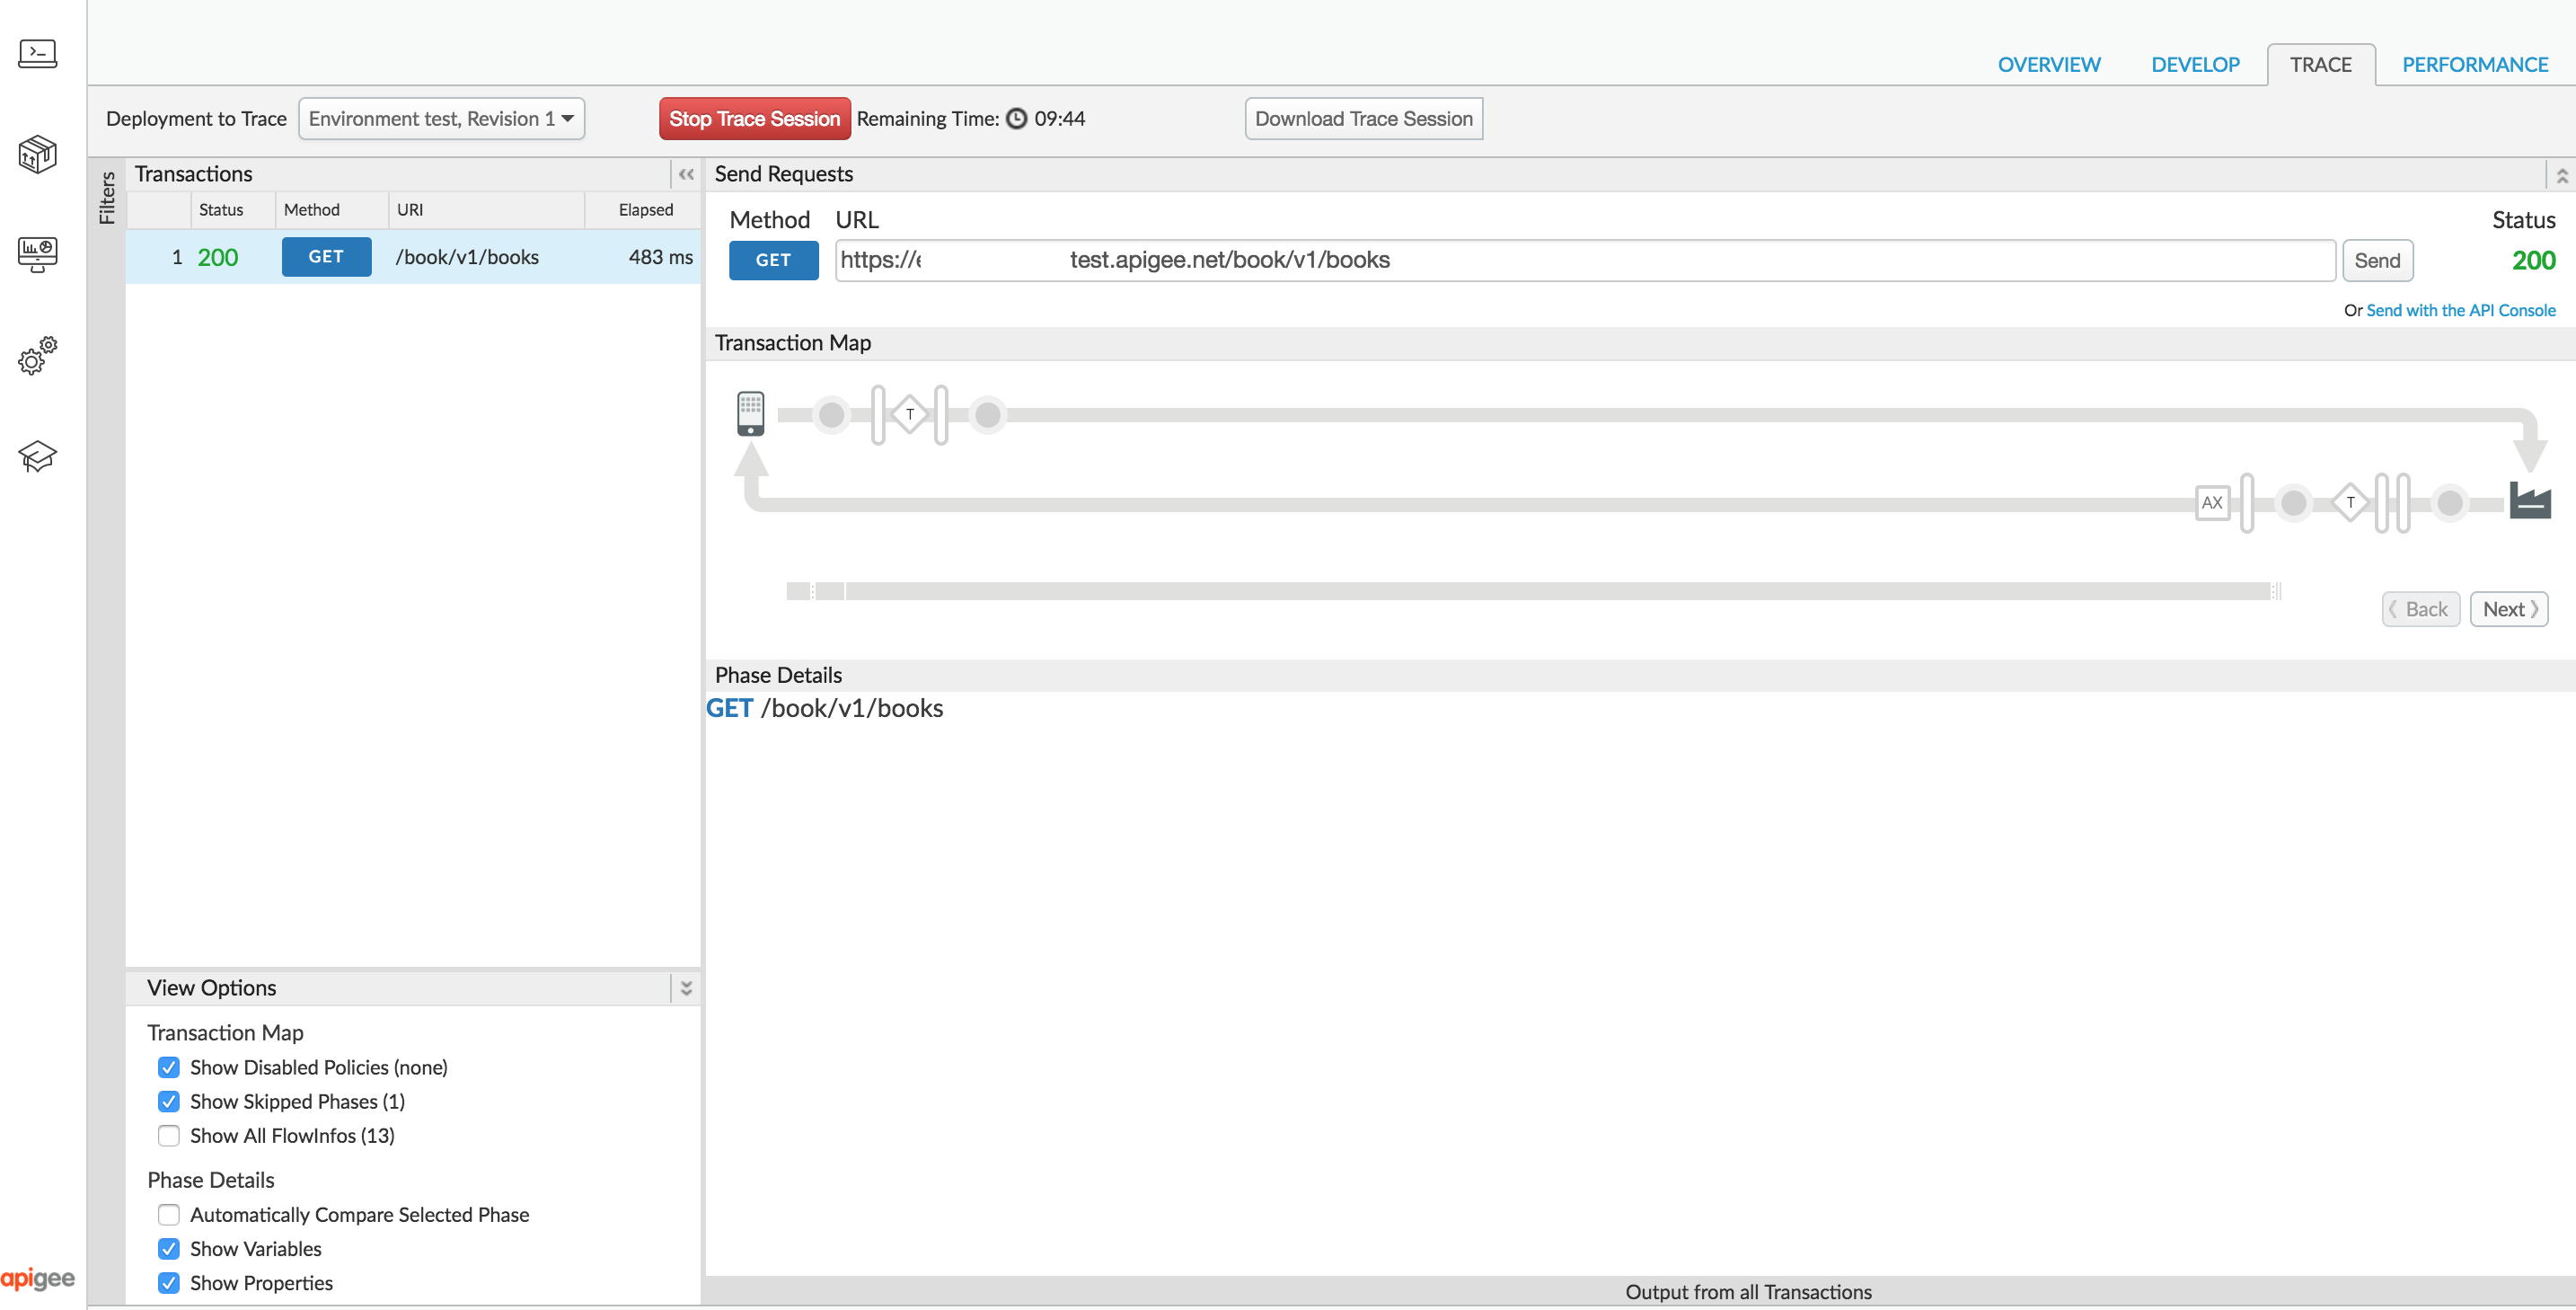 OVERVIEW DEVELOP TRACE PERFORMANCE
Deployment to Trace Environment test, Revision 1 Stop Trace Session Remaining Time: 09:44 Download Trace Session
Filters
Transactions
Status Method URI Elapsed
1 200 GET /book/v1/books 483 ms
Send Requests
Method URL Status
GET https:// test.apigee.net/book/v1/books Send 200
Or Send with the API Console
Transaction Map
T
AX T
Back Next
Phase Details
GET /book/v1/books
View Options
Transaction Map
Show Disabled Policies (none)
Show Skipped Phases (1)
Show All FlowInfos (13)
Phase Details
Automatically Compare Selected Phase
Show Variables
Show Properties
apigee
Output from all Transactions